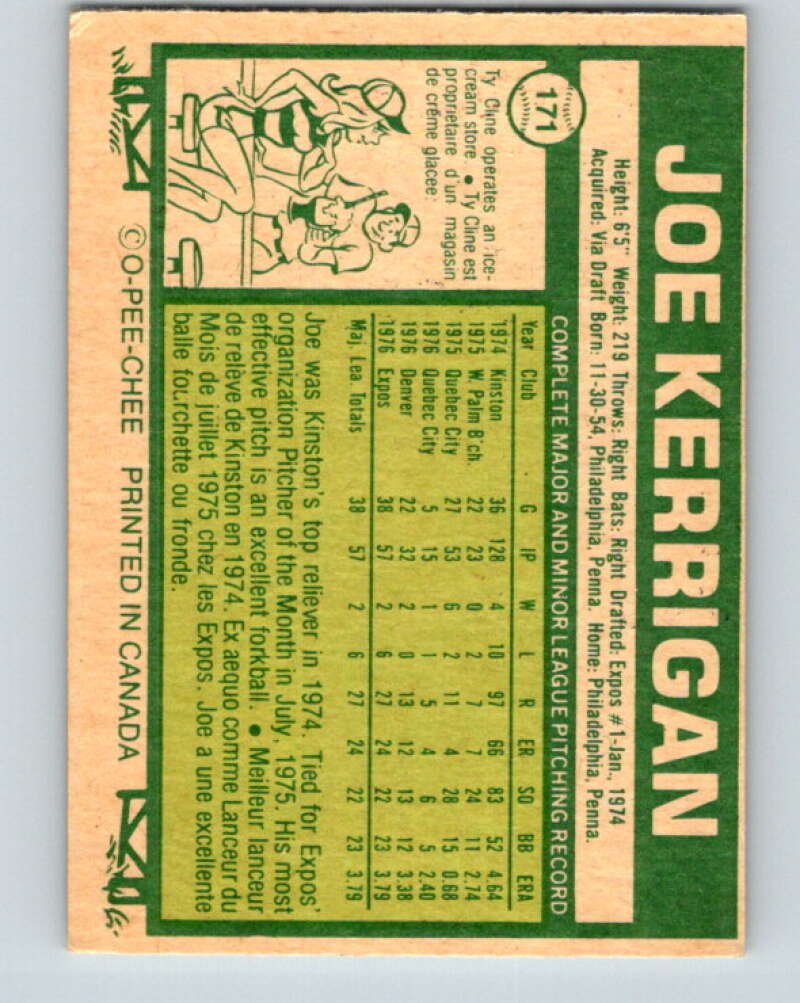 171
JOE KERRIGAN
Height: 6'5" Weight: 219 Throws: Right Bats: Right Drafted: Expos #1-Jan., 1974
Acquired: Via Draft Born: 11-30-54, Philadelphia, Penna. Home: Philadelphia, Penna.
COMPLETE MAJOR AND MINOR LEAGUE PITCHING RECORD
Year Club G IP W L R ER SO BB ERA
1974 Kinston 36 128 4 10 97 66 83 52 4.64
1975 W. Palm B'ch. 22 23 0 2 7 7 24 11 2.74
1975 Quebec City 27 53 6 2 11 4 28 15 0.68
1976 Quebec City 5 15 1 1 5 4 6 5 2.40
1976 Denver 22 32 2 0 13 12 13 12 3.38
1976 Expos 38 57 2 6 27 24 22 23 3.79
Maj. Lea. Totals 38 57 2 6 27 24 22 23 3.79
Ty Cline operates an ice-
cream store. • Ty Cline est
propriétaire d'un magasin
de crème glacée.
Joe was Kinston's top reliever in 1974. Tied for Expos'
organization Pitcher of the Month in July, 1975. His most
effective pitch is an excellent forkball. • Meilleur lanceur
de relève de Kinston en 1974. Ex aequo comme Lanceur du
Mois de juillet 1975 chez les Expos. Joe a une excellente
balle fourchette ou fronde.
©O-PEE-CHEE PRINTED IN CANADA